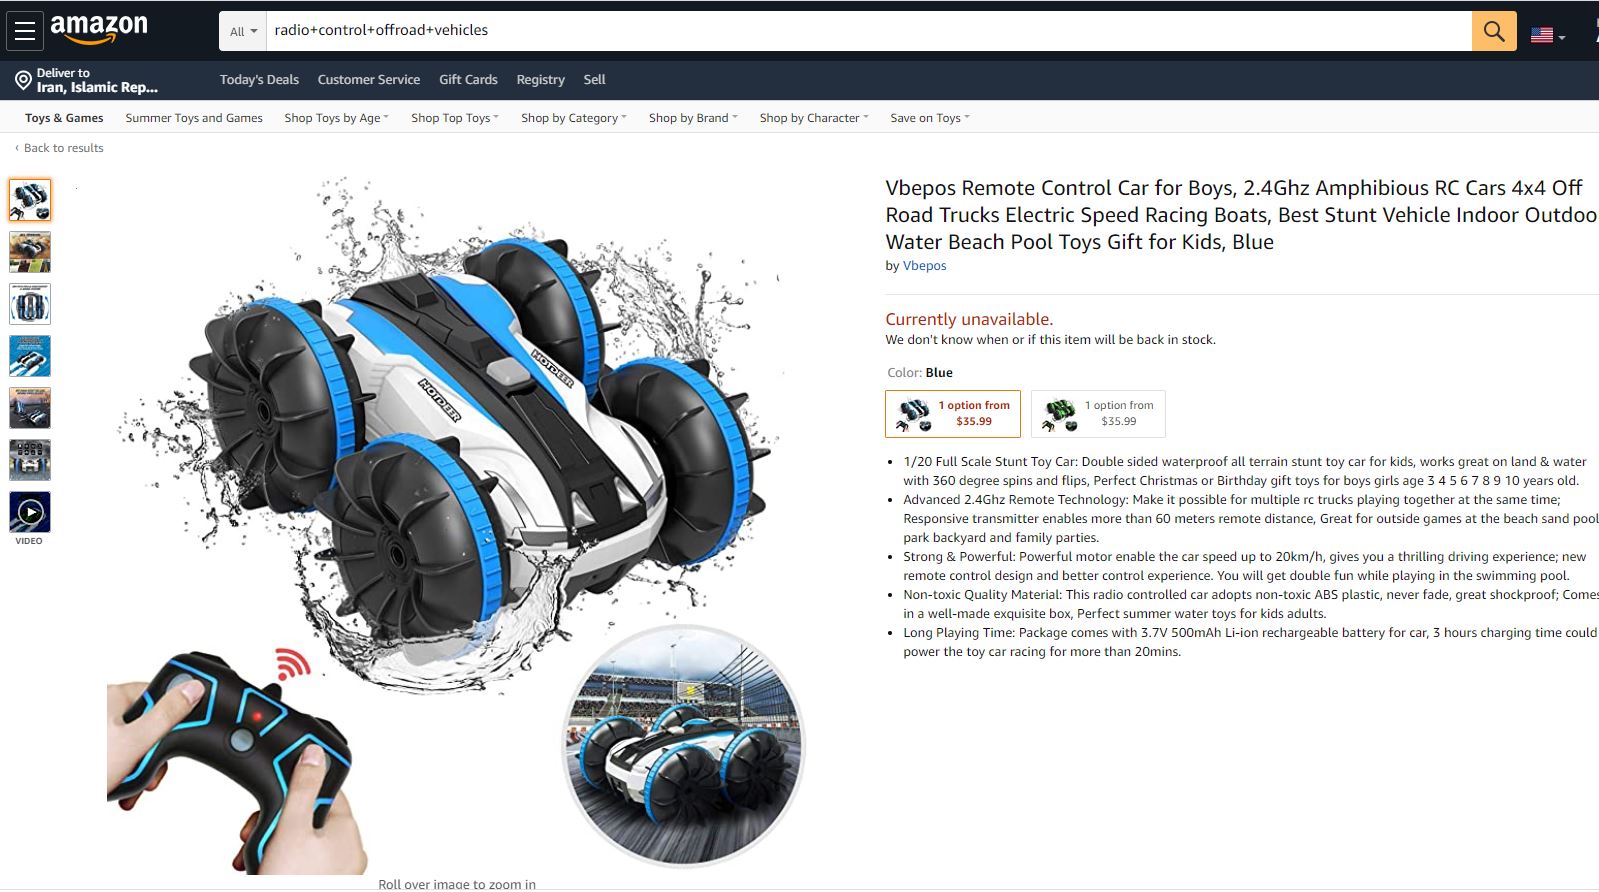 amazon
All
radio+control+offroad+vehicles
Deliver to
Iran, Islamic Rep...
Today's Deals Customer Service Gift Cards Registry Sell
Toys & Games Summer Toys and Games Shop Toys by Age Shop Top Toys Shop by Category Shop by Brand Shop by Character Save on Toys
‹ Back to results
VIDEO
HOTDEER
HOTDEER
Roll over image to zoom in
Vbepos Remote Control Car for Boys, 2.4Ghz Amphibious RC Cars 4x4 Off
Road Trucks Electric Speed Racing Boats, Best Stunt Vehicle Indoor Outdoo
Water Beach Pool Toys Gift for Kids, Blue
by Vbepos
Currently unavailable.
We don't know when or if this item will be back in stock.
Color: Blue
1 option from
$35.99
1 option from
$35.99
• 1/20 Full Scale Stunt Toy Car: Double sided waterproof all terrain stunt toy car for kids, works great on land & water
with 360 degree spins and flips, Perfect Christmas or Birthday gift toys for boys girls age 3 4 5 6 7 8 9 10 years old.
• Advanced 2.4Ghz Remote Technology: Make it possible for multiple rc trucks playing together at the same time;
Responsive transmitter enables more than 60 meters remote distance, Great for outside games at the beach sand pool
park backyard and family parties.
• Strong & Powerful: Powerful motor enable the car speed up to 20km/h, gives you a thrilling driving experience; new
remote control design and better control experience. You will get double fun while playing in the swimming pool.
• Non-toxic Quality Material: This radio controlled car adopts non-toxic ABS plastic, never fade, great shockproof; Comes
in a well-made exquisite box, Perfect summer water toys for kids adults.
• Long Playing Time: Package comes with 3.7V 500mAh Li-ion rechargeable battery for car, 3 hours charging time could
power the toy car racing for more than 20mins.